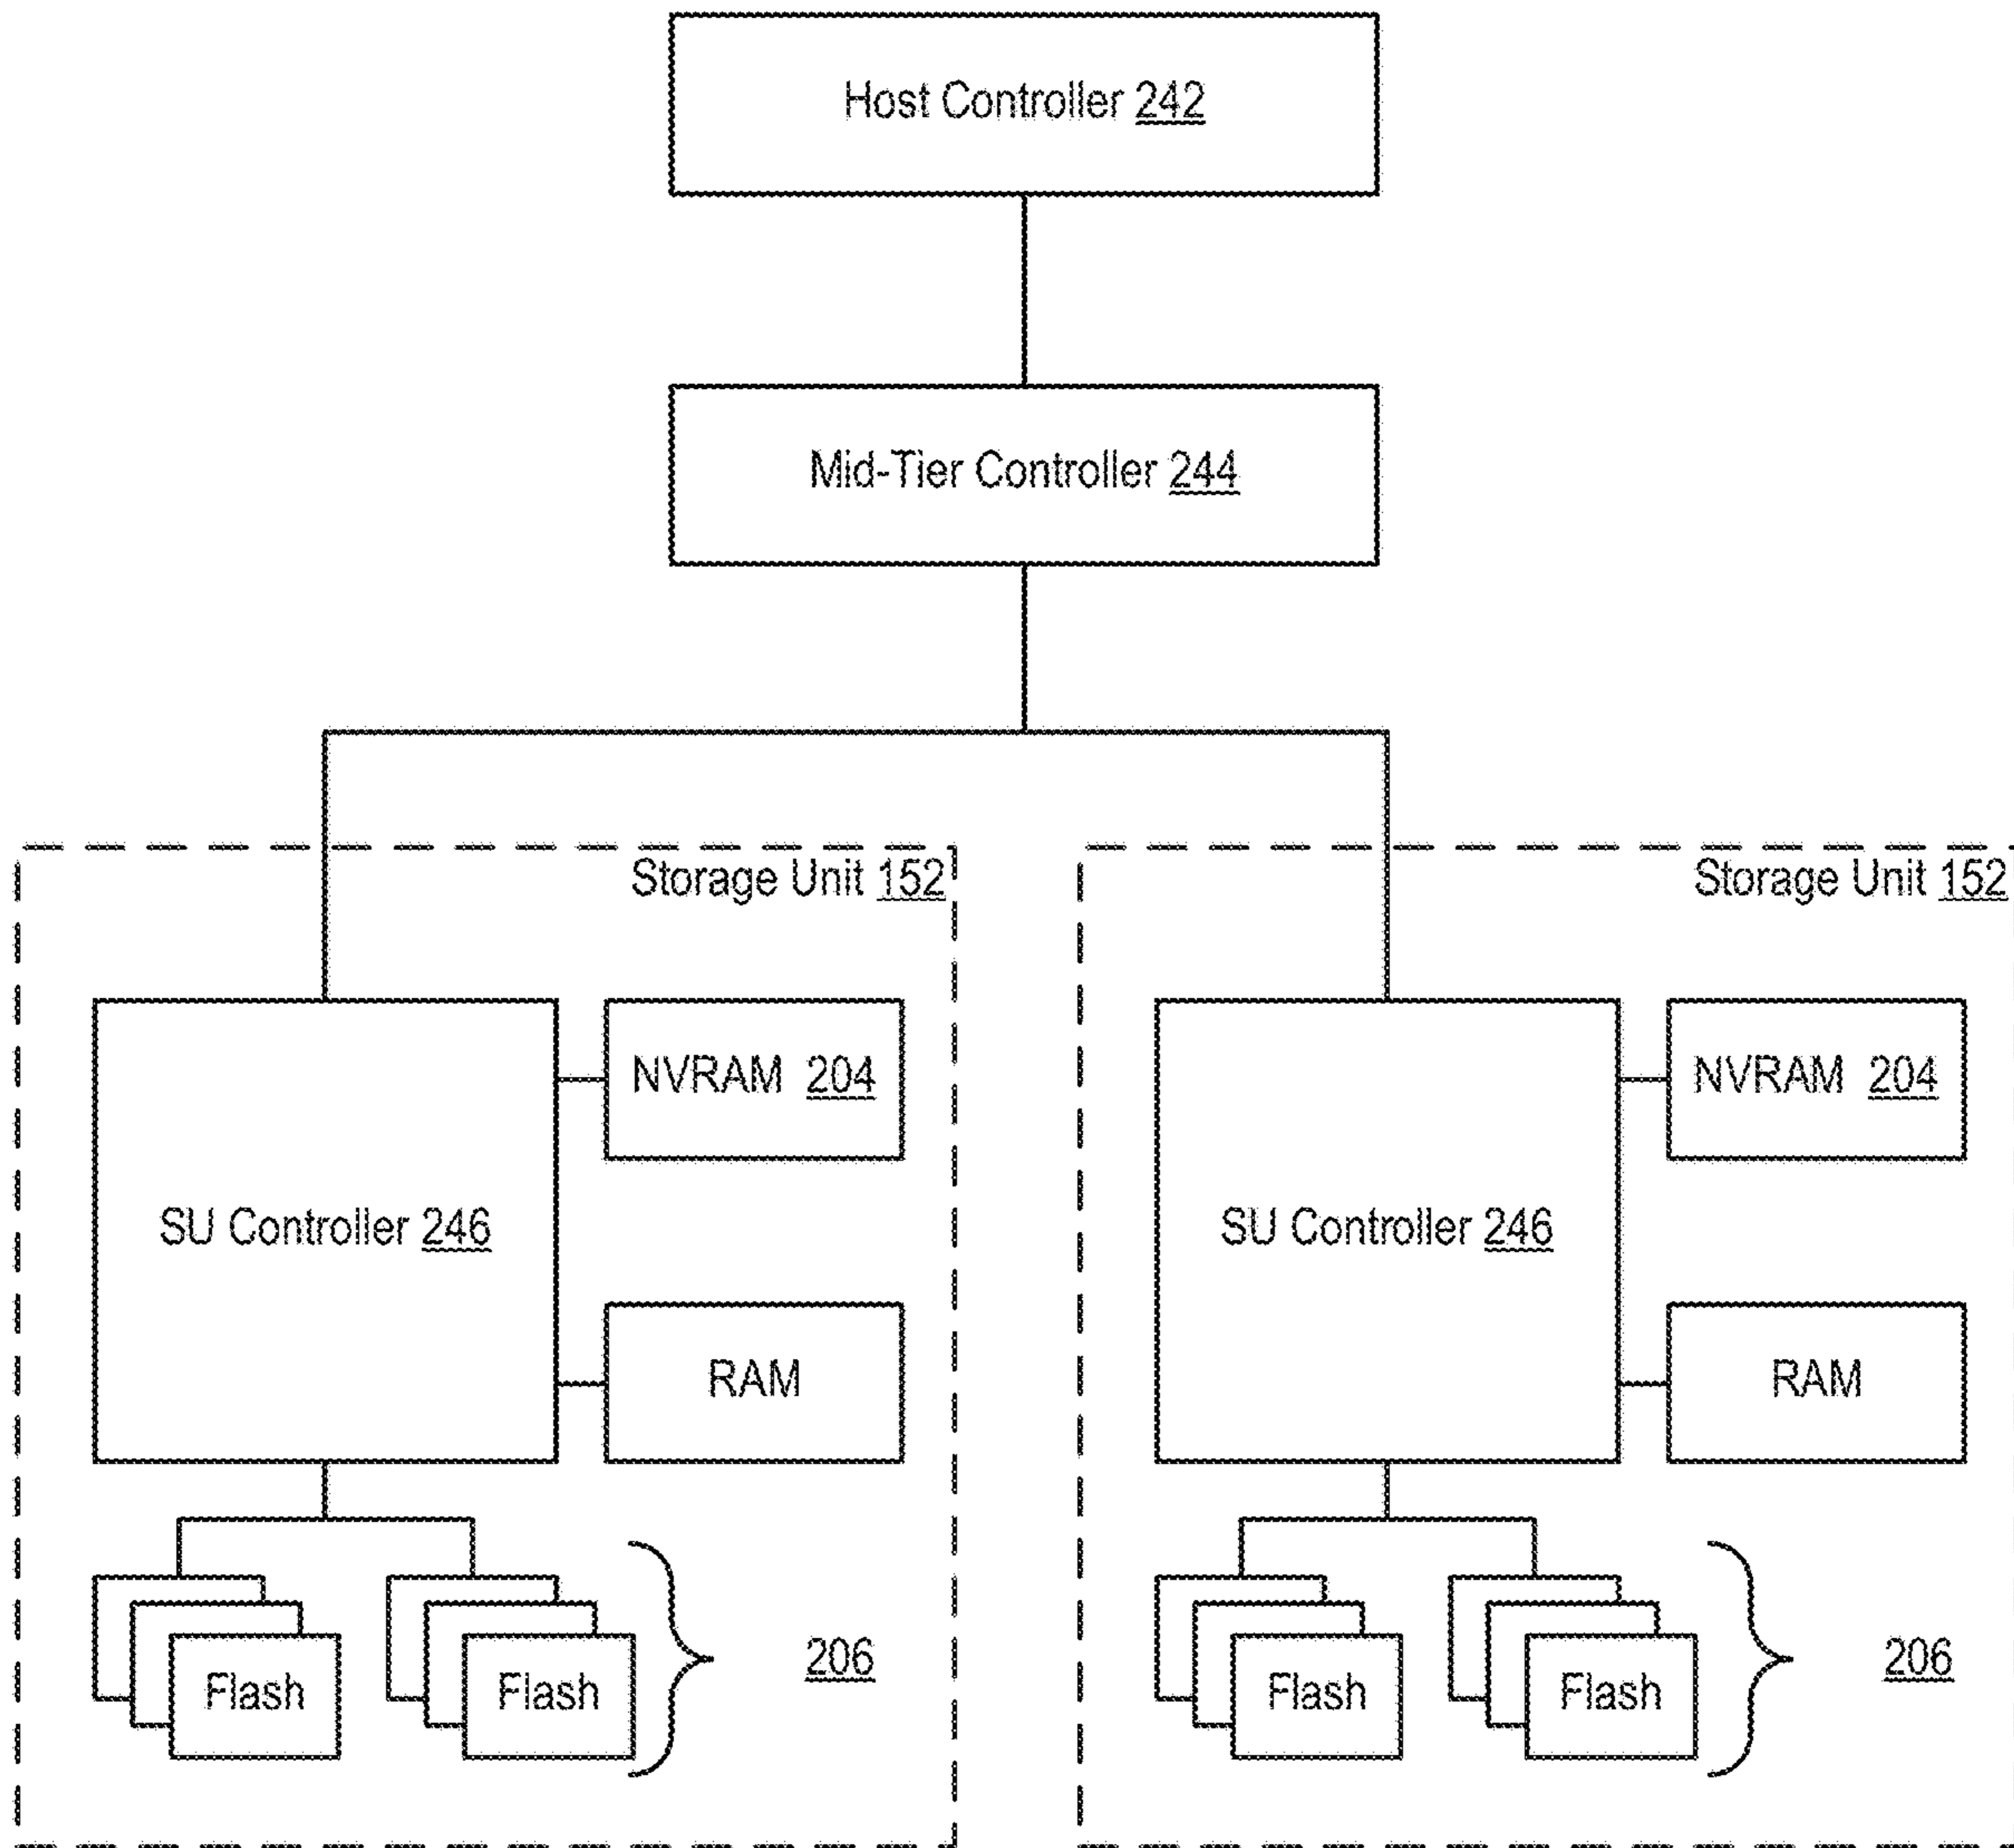 Host Controller 242
Mid-Tier Controller 244
Storage Unit 152
NVRAM 204
SU Controller 246
RAM
Flash
Flash
206
Storage Unit 152
NVRAM 204
SU Controller 246
RAM
Flash
Flash
206